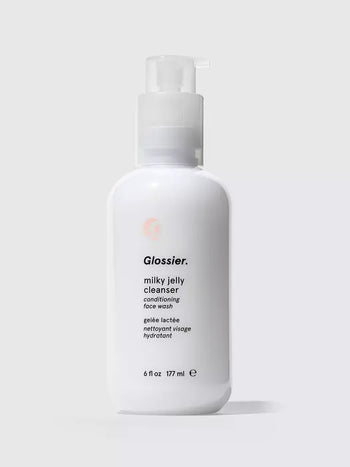 Glossier.
milky jelly
cleanser
conditioning
face wash
gelée lactée
nettoyant visage
hydratant
6 fl oz 177 ml ℮